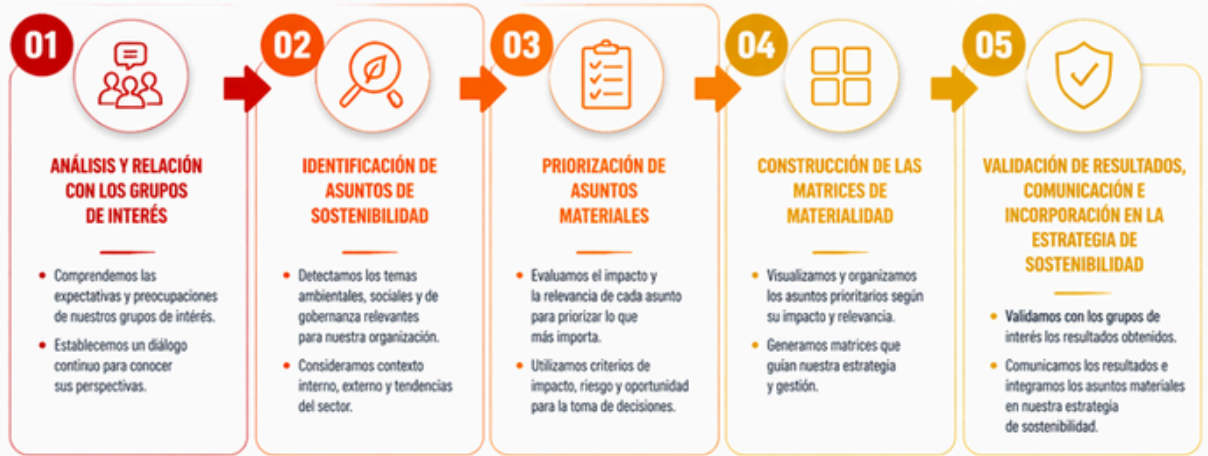 01
ANÁLISIS Y RELACIÓN
CON LOS GRUPOS
DE INTERÉS
• Comprendemos las
expectativas y preocupaciones
de nuestros grupos de interés.
• Establecemos un diálogo
continuo para conocer
sus perspectivas.
02
IDENTIFICACIÓN DE
ASUNTOS DE
SOSTENIBILIDAD
• Detectamos los temas
ambientales, sociales y de
gobernanza relevantes
para nuestra organización.
• Consideramos contexto
interno, externo y tendencias
del sector.
03
PRIORIZACIÓN DE
ASUNTOS
MATERIALES
• Evaluamos el impacto y
la relevancia de cada asunto
para priorizar lo que
más importa.
• Utilizamos criterios de
impacto, riesgo y oportunidad
para la toma de decisiones.
04
CONSTRUCCIÓN DE LAS
MATRICES DE
MATERIALIDAD
• Visualizamos y organizamos
los asuntos prioritarios según
su impacto y relevancia.
• Generamos matrices que
guían nuestra estrategia
y gestión.
05
VALIDACIÓN DE RESULTADOS,
COMUNICACIÓN E
INCORPORACIÓN EN LA
ESTRATEGIA DE
SOSTENIBILIDAD
• Validamos con los grupos de
interés los resultados obtenidos.
• Comunicamos los resultados e
integramos los asuntos materiales
en nuestra estrategia
de sostenibilidad.